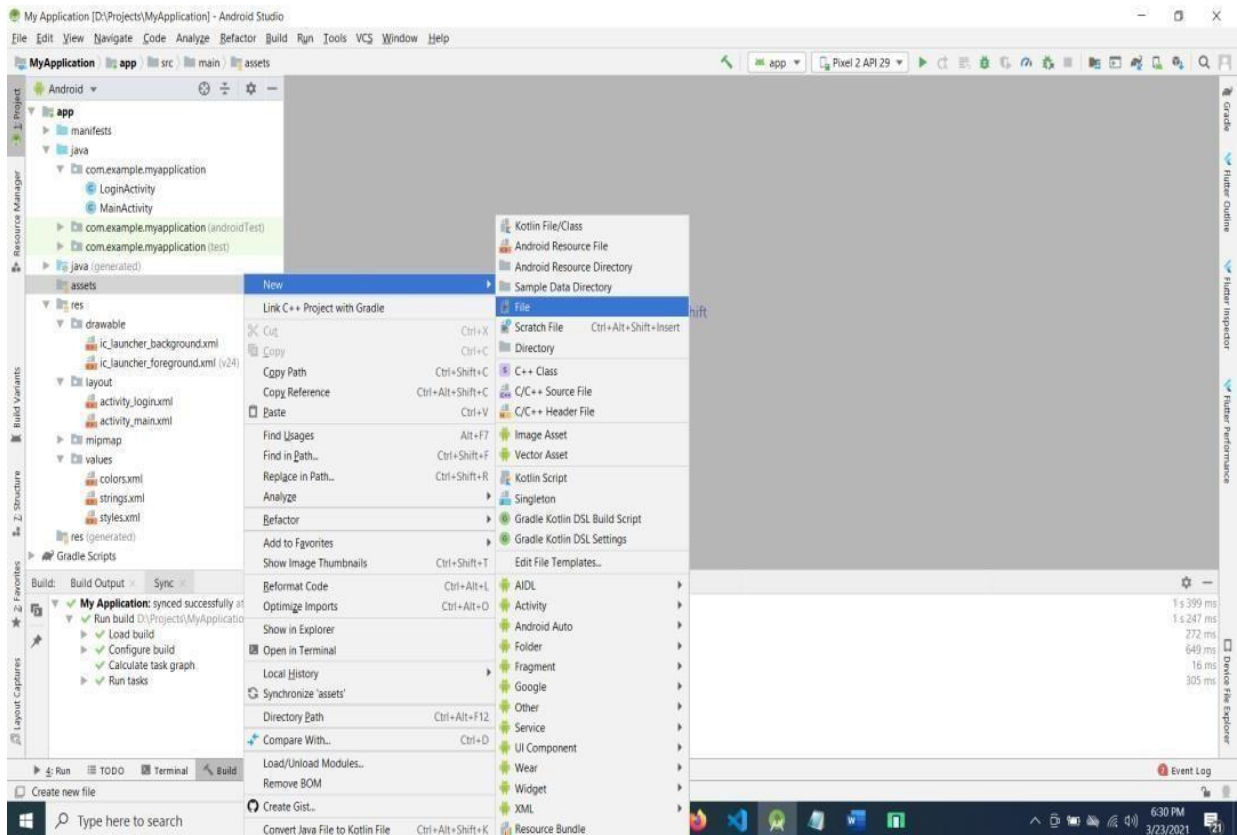 My Application [D:\Projects\MyApplication] - Android Studio
File Edit View Navigate Code Analyze Refactor Build Run Tools VCS Window Help
MyApplication app src main assets
app Pixel 2 API 29
Android
app
manifests
java
com.example.myapplication
LoginActivity
MainActivity
com.example.myapplication (androidTest)
com.example.myapplication (test)
java (generated)
assets
res
drawable
ic_launcher_background.xml
ic_launcher_foreground.xml (v24)
layout
activity_login.xml
activity_main.xml
mipmap
values
colors.xml
strings.xml
styles.xml
res (generated)
Gradle Scripts
1: Project
Resource Manager
Build Variants
7: Structure
2: Favorites
Layout Captures
New
Link C++ Project with Gradle
Cut Ctrl+X
Copy Ctrl+C
Copy Path Ctrl+Shift+C
Copy Reference Ctrl+Alt+Shift+C
Paste Ctrl+V
Find Usages Alt+F7
Find in Path... Ctrl+Shift+F
Replace in Path... Ctrl+Shift+R
Analyze
Refactor
Add to Favorites
Show Image Thumbnails Ctrl+Shift+T
Reformat Code Ctrl+Alt+L
Optimize Imports Ctrl+Alt+O
Show in Explorer
Open in Terminal
Local History
Synchronize 'assets'
Directory Path Ctrl+Alt+F12
Compare With... Ctrl+D
Load/Unload Modules...
Remove BOM
Create Gist...
Convert Java File to Kotlin File Ctrl+Alt+Shift+K
Kotlin File/Class
Android Resource File
Android Resource Directory
Sample Data Directory
File
Scratch File Ctrl+Alt+Shift+Insert
Directory
C++ Class
C/C++ Source File
C/C++ Header File
Image Asset
Vector Asset
Kotlin Script
Singleton
Gradle Kotlin DSL Build Script
Gradle Kotlin DSL Settings
Edit File Templates...
AIDL
Activity
Android Auto
Folder
Fragment
Google
Other
Service
UI Component
Wear
Widget
XML
Resource Bundle
hift
Gradle
Flutter Outline
Flutter Inspector
Flutter Performance
Device File Explorer
Build: Build Output Sync
My Application: synced successfully at
Run build D:\Projects\MyApplicatio
Load build
Configure build
Calculate task graph
Run tasks
1 s 399 ms
1 s 247 ms
272 ms
649 ms
16 ms
305 ms
4: Run TODO Terminal Build
Event Log
Create new file
Type here to search
6:30 PM
3/23/2021
21